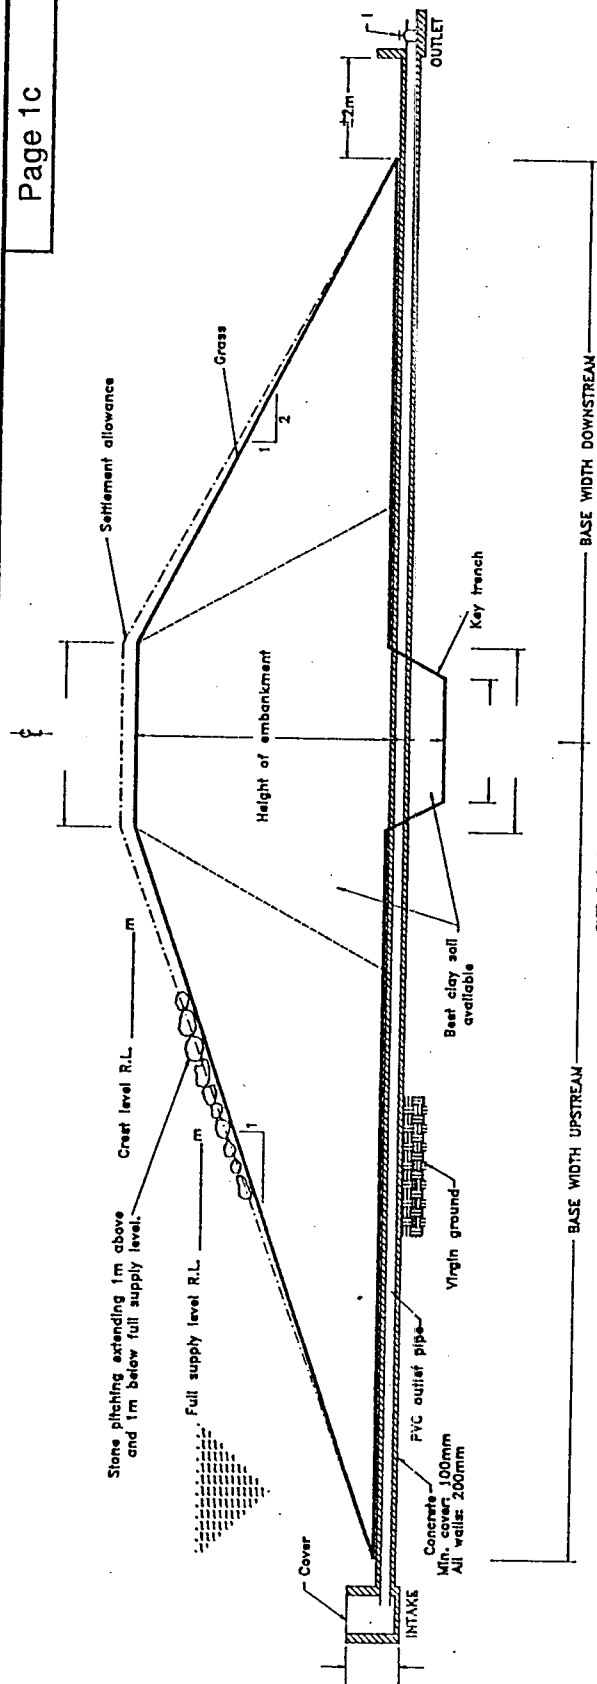 Page 1c
Settlement allowance
Grass
1
2
℄
Stone pitching extending 1m above
and 1m below full supply level.
Crest level R.L. m
Full supply level R.L. m
1
Height of embankment
±2m
1
OUTLET
Key trench
Best clay soil
available
Virgin ground
PVC outlet pipe
Concrete
Min. cover: 100mm
All walls: 200mm
Cover
INTAKE
BASE WIDTH UPSTREAM
BASE WIDTH DOWNSTREAM